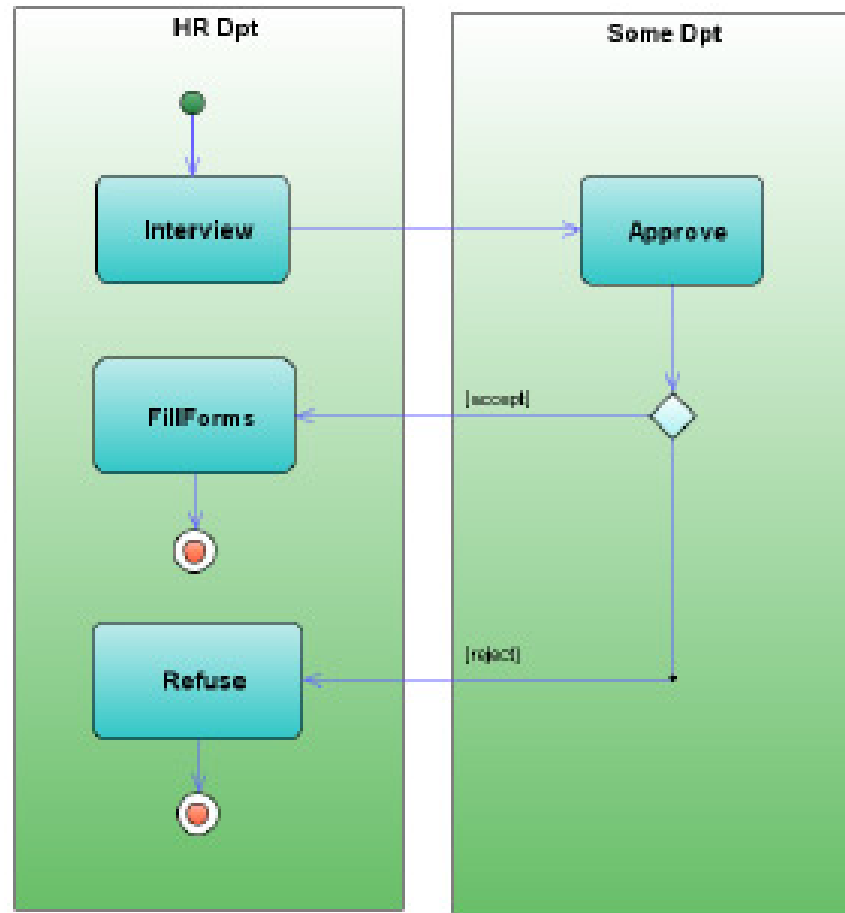 HR Dpt
Some Dpt
Interview
Approve
[accept]
FillForms
[reject]
Refuse